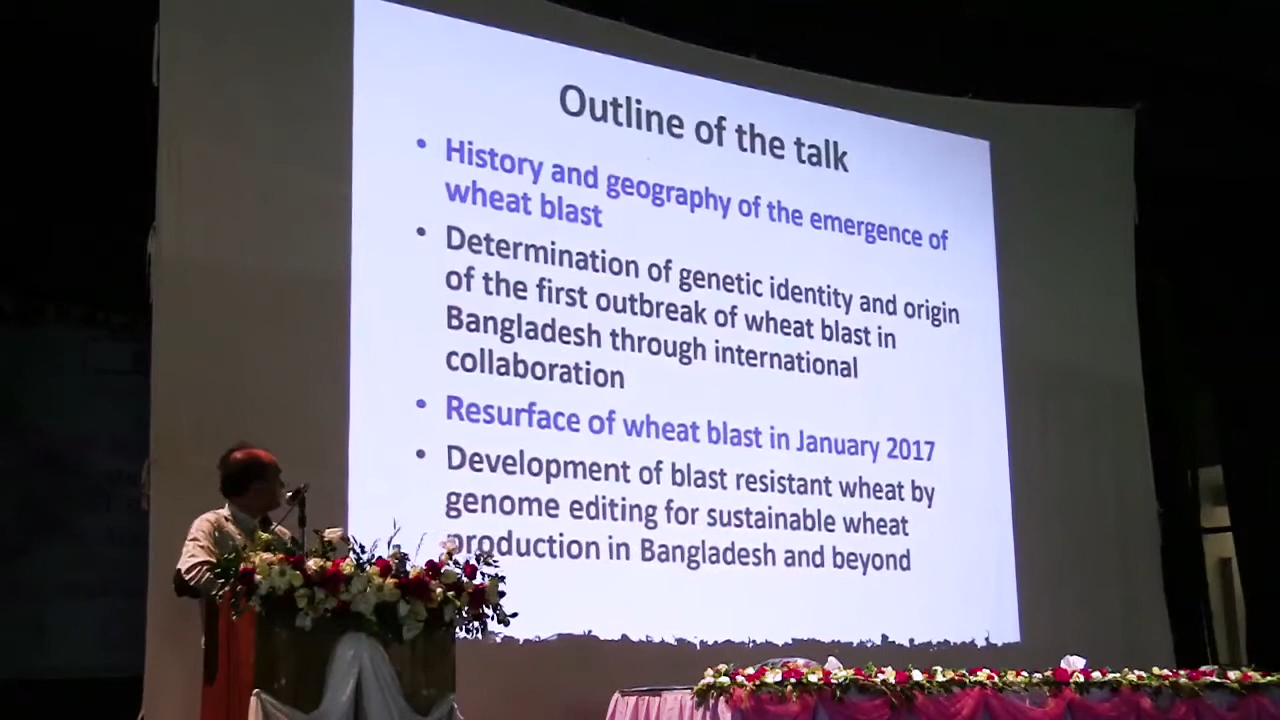 Outline of the talk
• History and geography of the emergence of
wheat blast
• Determination of genetic identity and origin
of the first outbreak of wheat blast in
Bangladesh through international
collaboration
• Resurface of wheat blast in January 2017
• Development of blast resistant wheat by
genome editing for sustainable wheat
production in Bangladesh and beyond